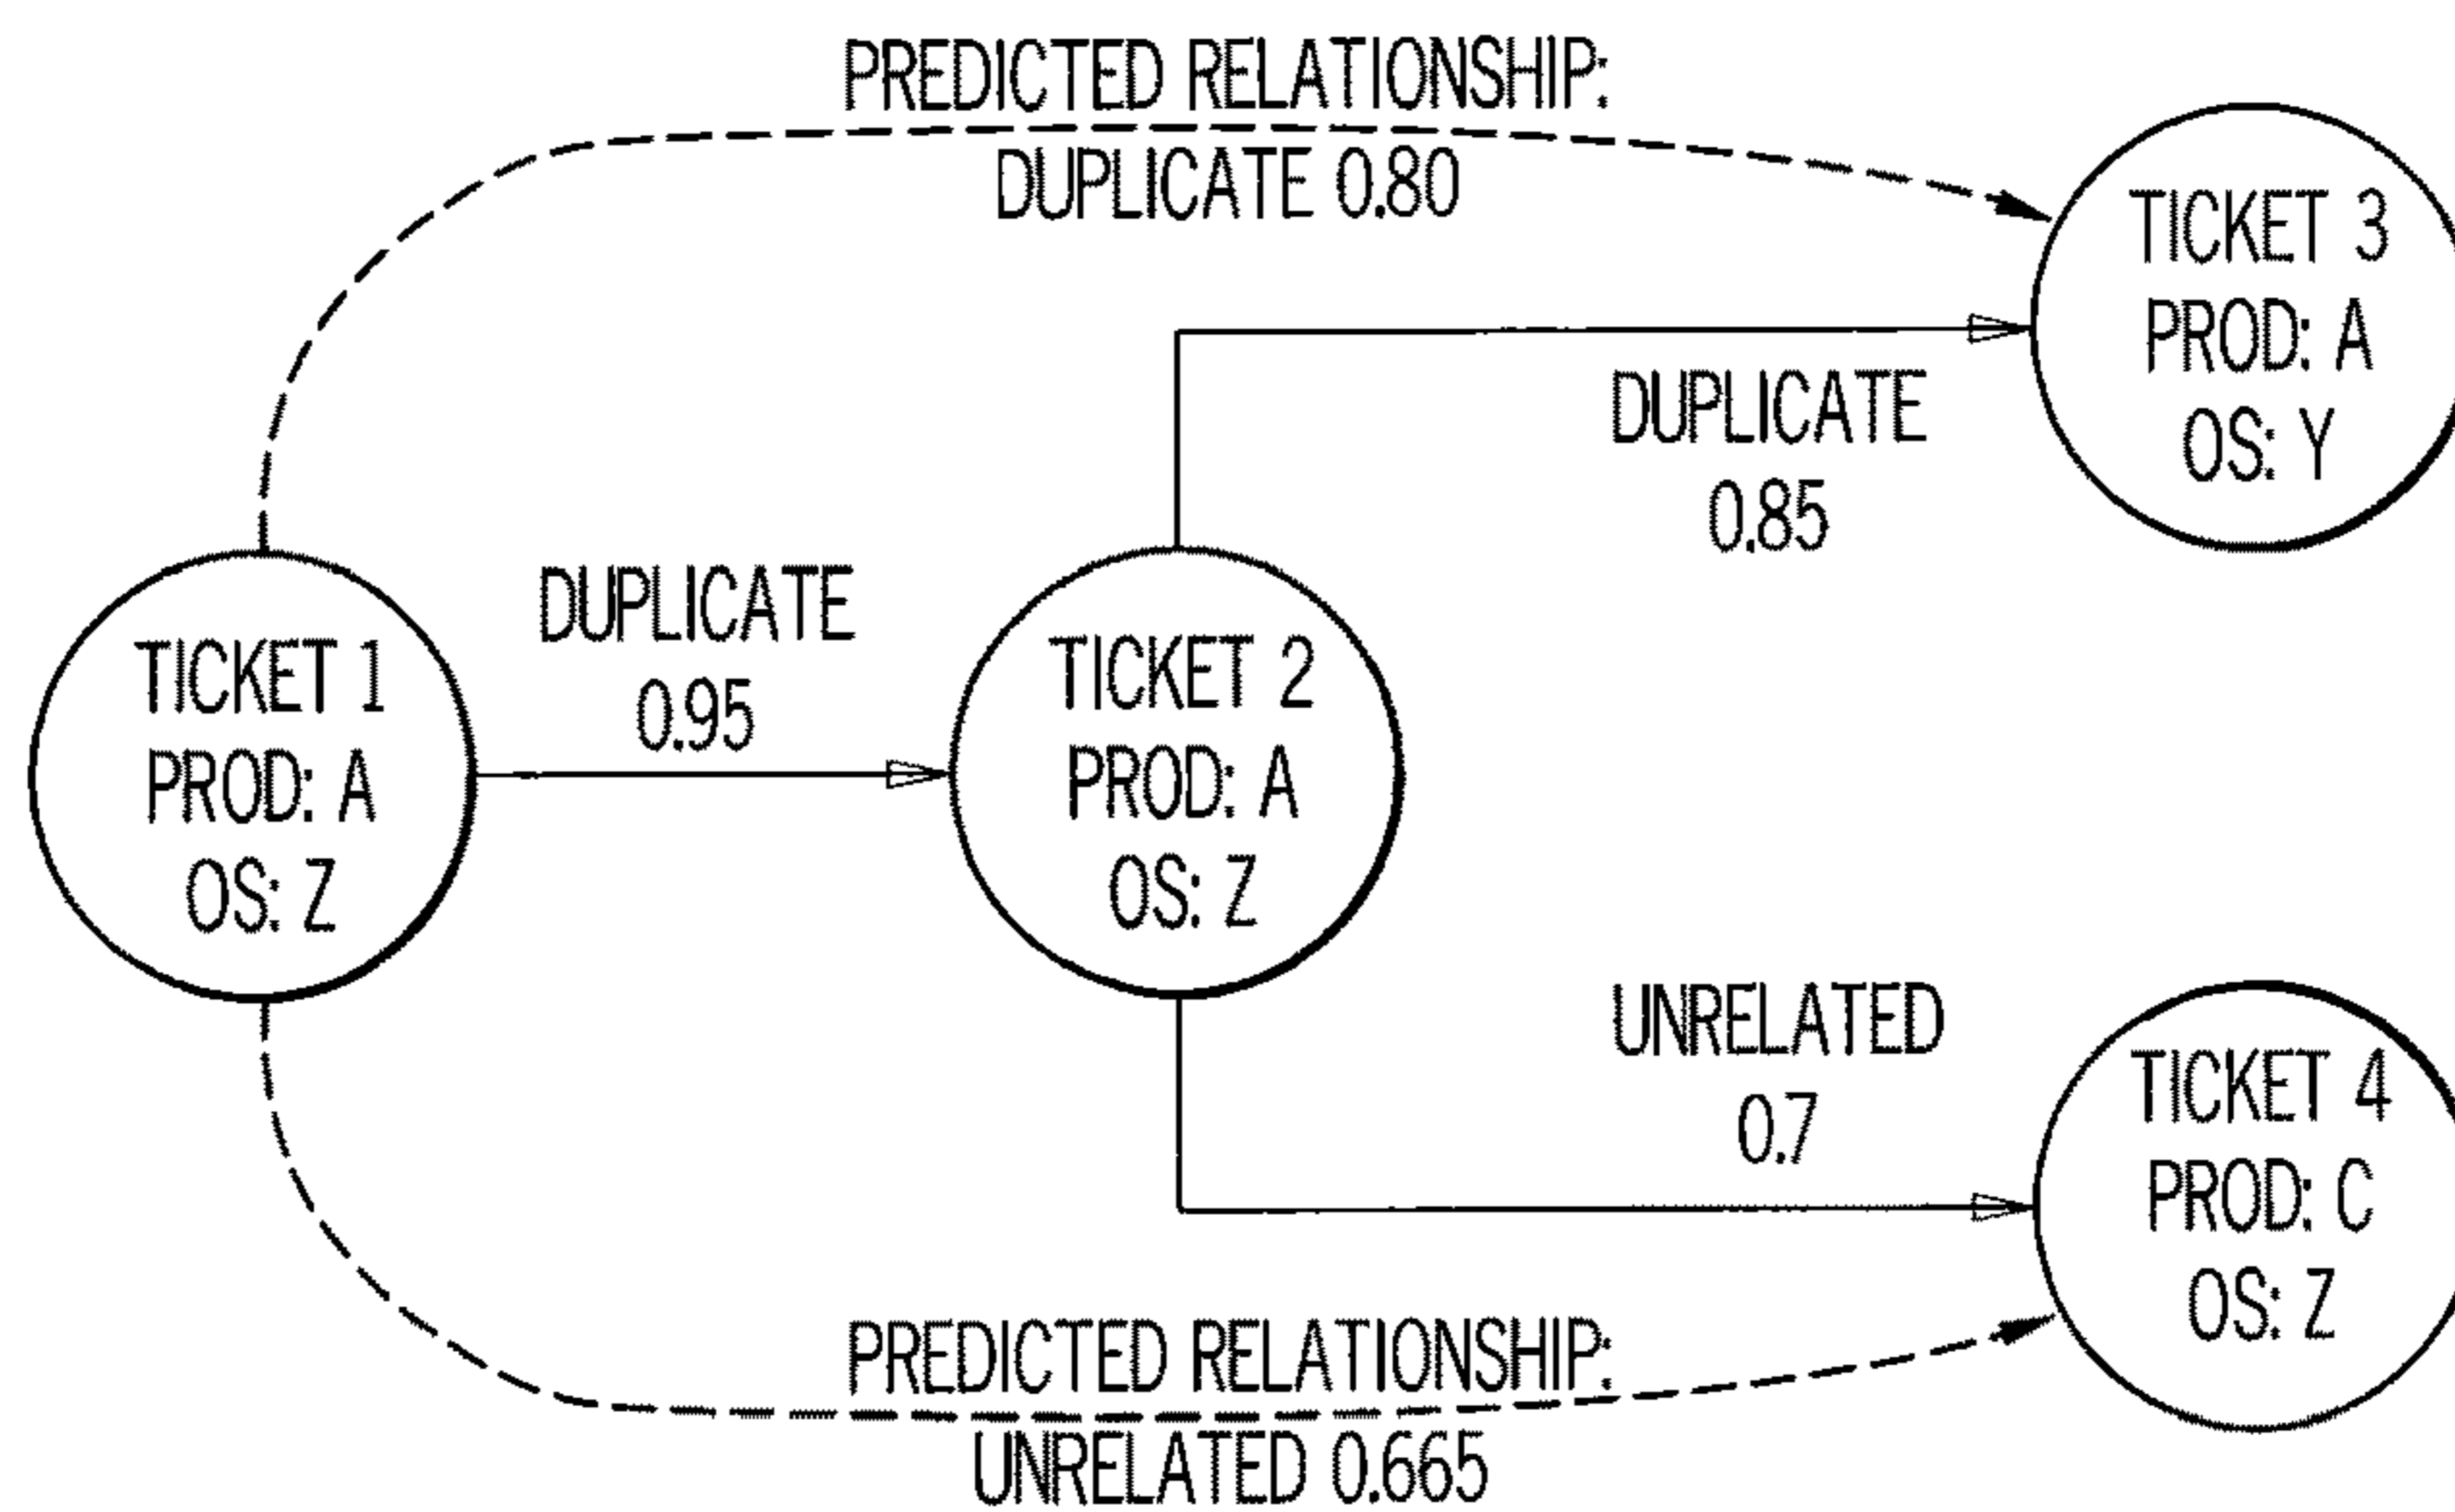 PREDICTED RELATIONSHIP:
DUPLICATE 0.80
TICKET 3
PROD: A
OS: Y
DUPLICATE
0.85
DUPLICATE
0.95
TICKET 1
PROD: A
OS: Z
TICKET 2
PROD: A
OS: Z
UNRELATED
0.7
TICKET 4
PROD: C
OS: Z
PREDICTED RELATIONSHIP:
UNRELATED 0.665